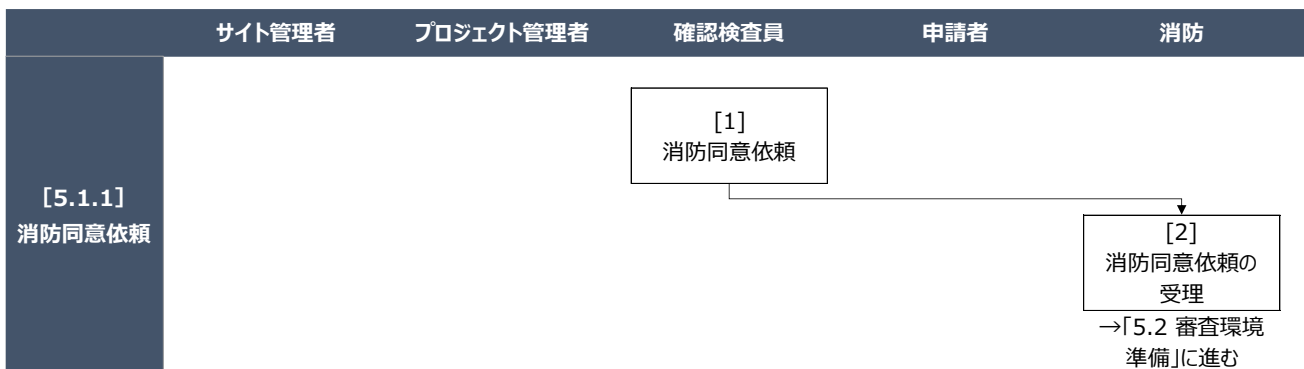 サイト管理者 プロジェクト管理者 確認検査員 申請者 消防
[5.1.1]
消防同意依頼
[1]
消防同意依頼
[2]
消防同意依頼の
受理
→「5.2 審査環境
準備」に進む